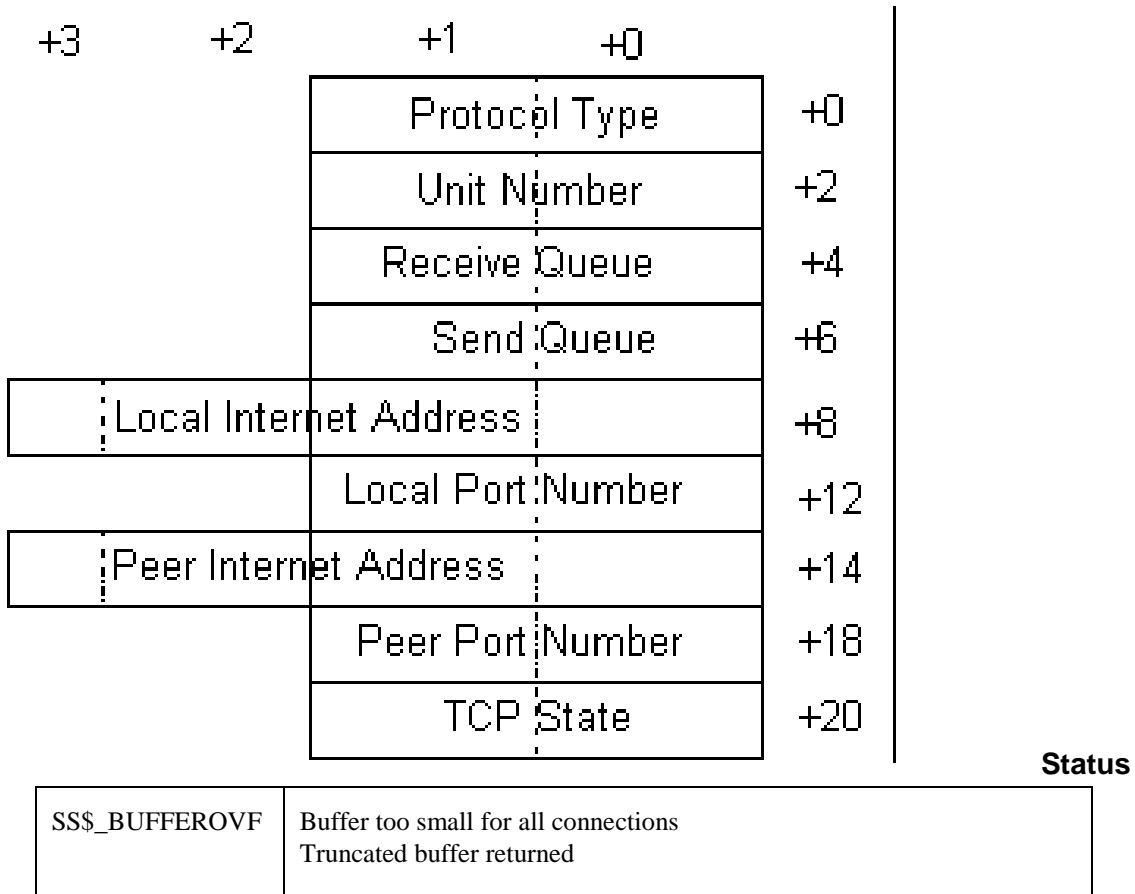 +3 +2 +1 +0
Protocol Type +0
Unit Number +2
Receive Queue +4
Send Queue +6
Local Internet Address +8
Local Port Number +12
Peer Internet Address +14
Peer Port Number +18
TCP State +20
Status
SS$_BUFFEROVF Buffer too small for all connections
Truncated buffer returned